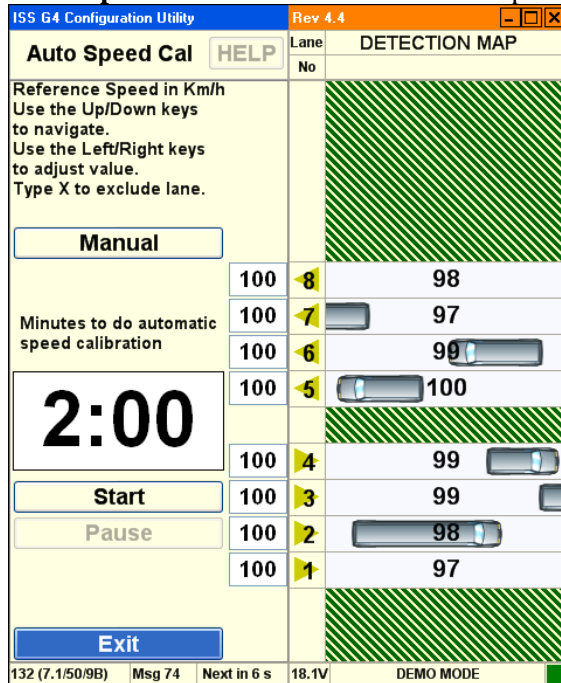 ISS G4 Configuration Utility
Rev 4.4
Auto Speed Cal
HELP
Lane
No
DETECTION MAP
Reference Speed in Km/h
Use the Up/Down keys
to navigate.
Use the Left/Right keys
to adjust value.
Type X to exclude lane.
Manual
100 8 98
100 7 97
Minutes to do automatic
speed calibration
100 6 99
100 5 100
2:00
100 4 99
Start
100 3 99
Pause
100 2 98
100 1 97
Exit
132 (7.1/50/9B) Msg 74 Next in 6 s 18.1V DEMO MODE